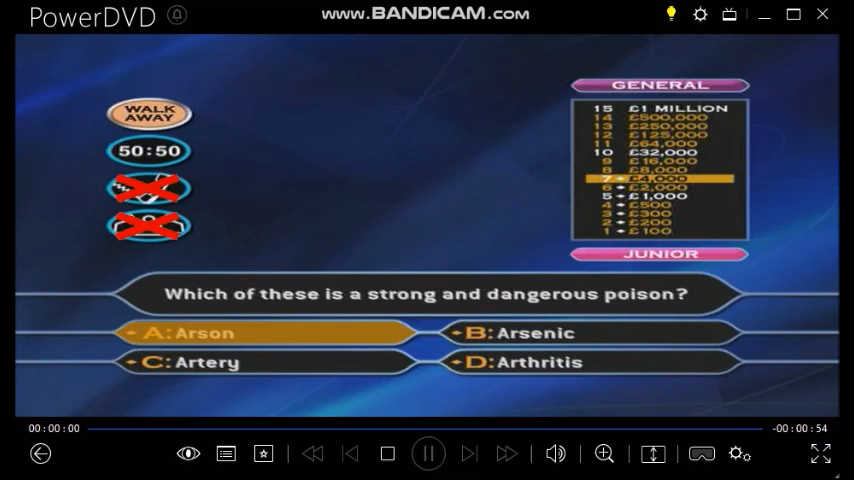 PowerDVD
www.BANDICAM.com
WALK
AWAY
50:50
GENERAL
15 £1 MILLION
14 £500,000
13 £250,000
12 £125,000
11 £64,000
10 £32,000
9 £16,000
8 £8,000
7 £4,000
6 £2,000
5 £1,000
4 £500
3 £300
2 £200
1 £100
JUNIOR
Which of these is a strong and dangerous poison?
A: Arson
B: Arsenic
C: Artery
D: Arthritis
00:00:00
-00:00:54